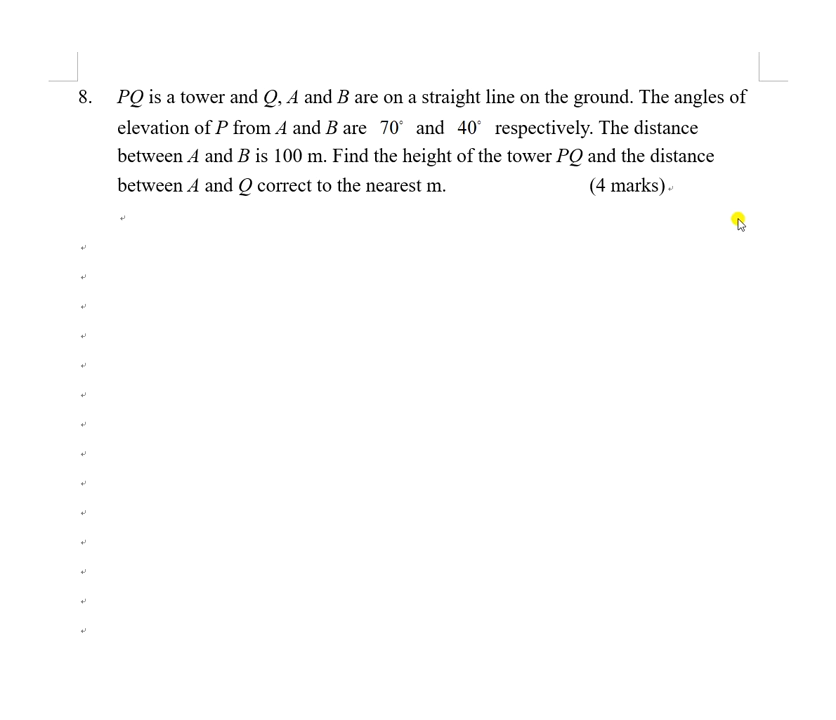 8. PQ is a tower and Q, A and B are on a straight line on the ground. The angles of
elevation of P from A and B are 70° and 40° respectively. The distance
between A and B is 100 m. Find the height of the tower PQ and the distance
between A and Q correct to the nearest m. (4 marks)